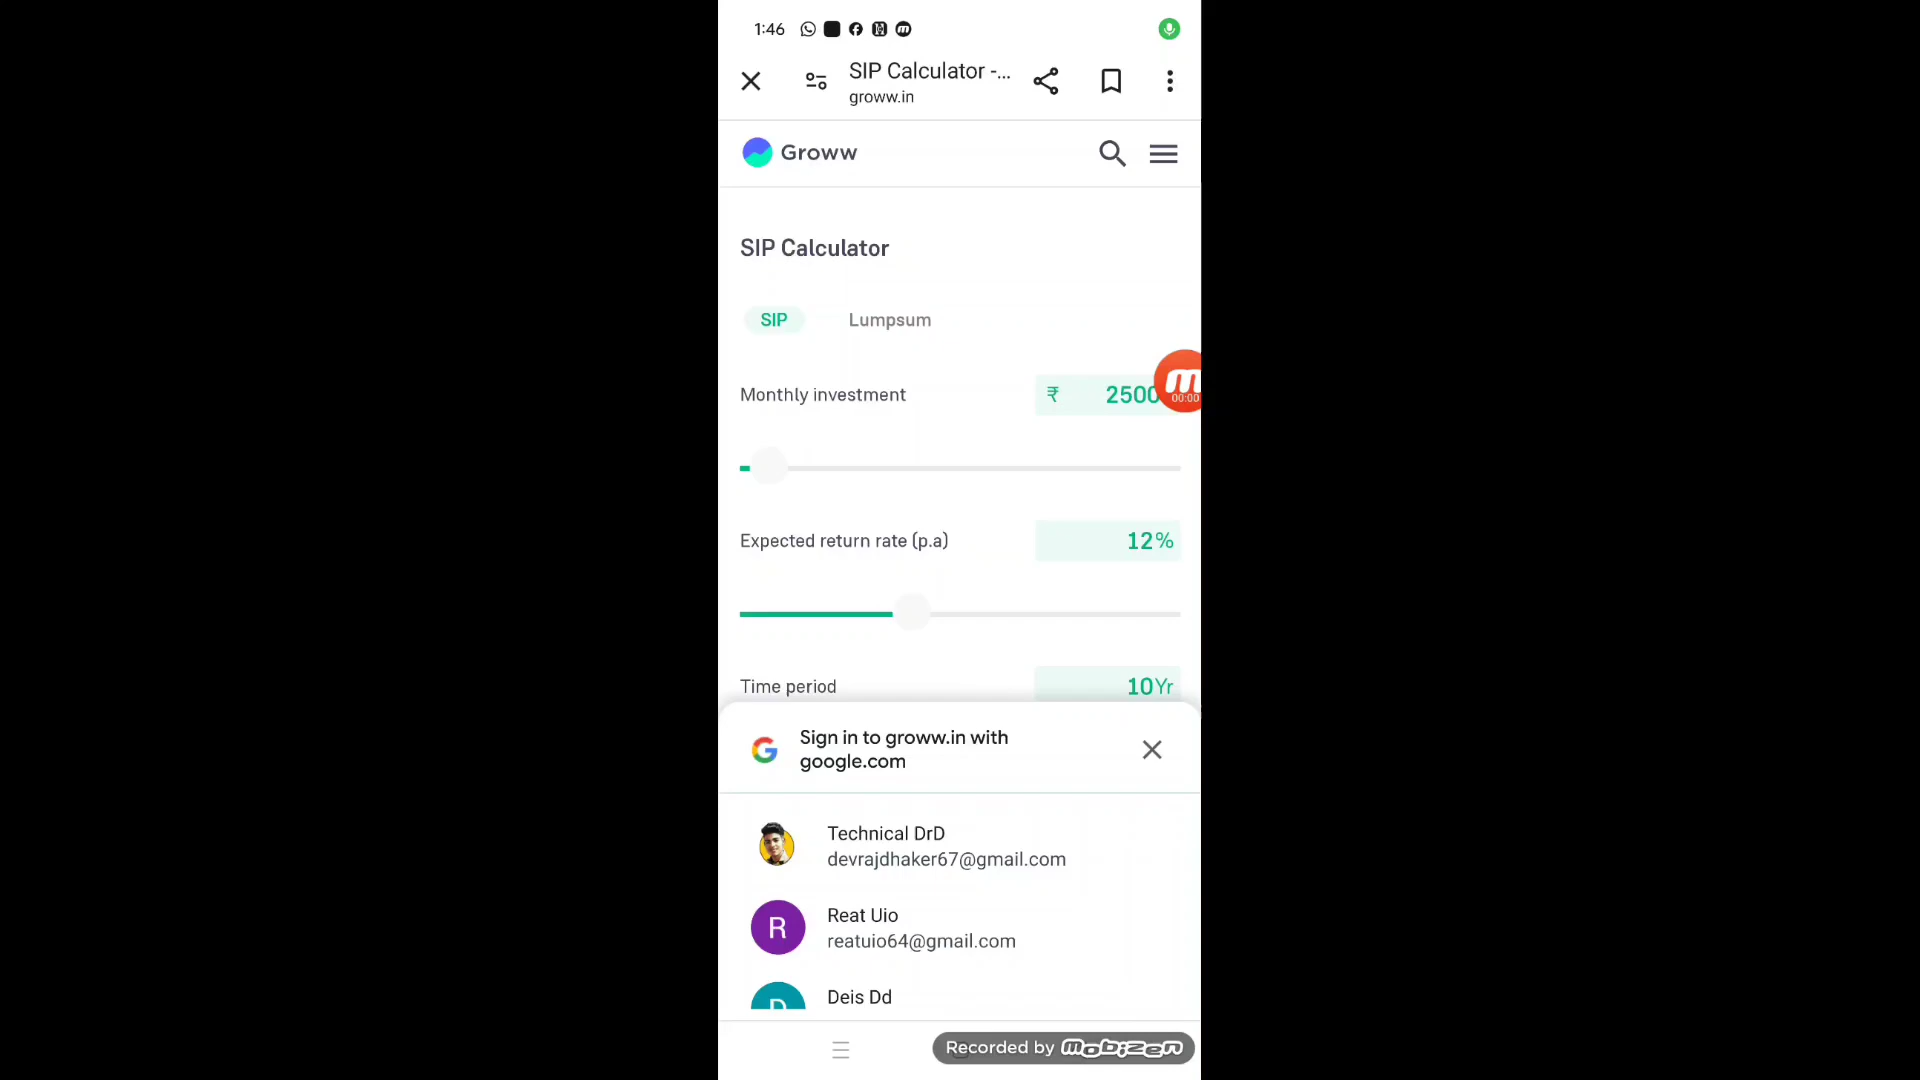 1:46
SIP Calculator -...
groww.in
Groww
SIP Calculator
SIP Lumpsum
Monthly investment ₹
00:00
Expected return rate (p.a) 12%
Time period 10Yr
Sign in to groww.in with
google.com
Technical DrD
devrajdhaker67@gmail.com
R
Reat Uio
reatuio64@gmail.com
D
Deis Dd
Recorded by mobizen